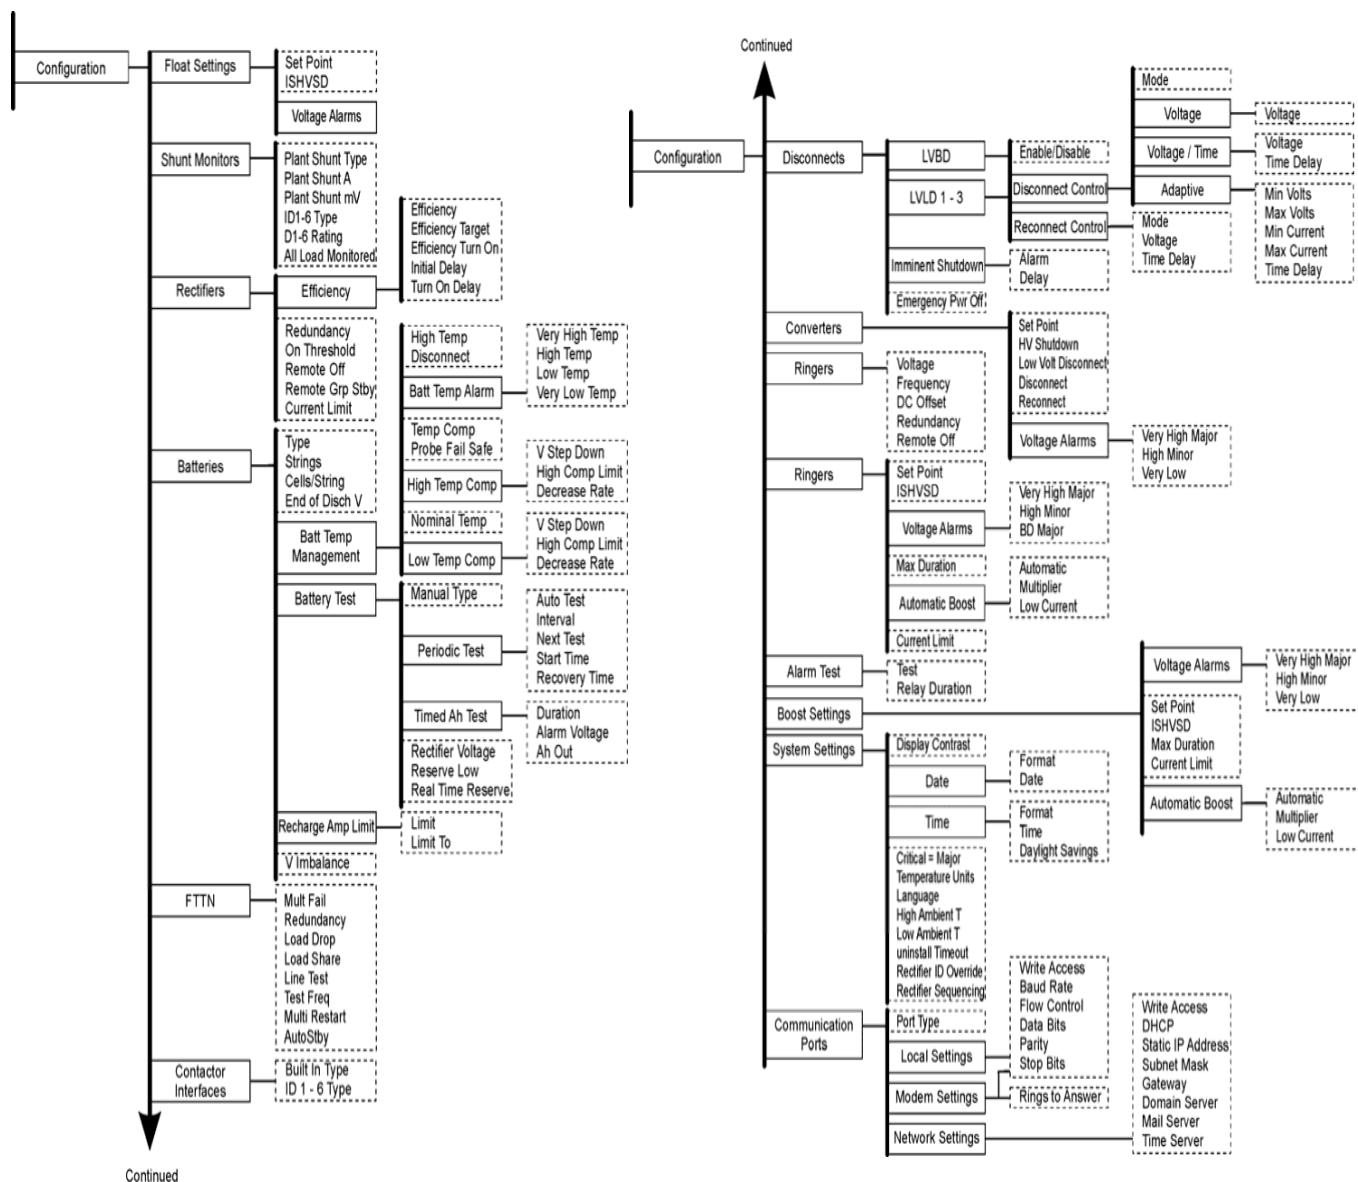 Configuration
Float Settings
Set Point
ISHVSD
Voltage Alarms
Shunt Monitors
Plant Shunt Type
Plant Shunt A
Plant Shunt mV
ID1-6 Type
D1-6 Rating
All Load Monitored
Rectifiers
Efficiency
Efficiency
Efficiency Target
Efficiency Turn On
Initial Delay
Turn On Delay
Redundancy
On Threshold
Remote Off
Remote Grp Stby
Current Limit
Batteries
Type
Strings
Cells/String
End of Disch V
Batt Temp
Management
High Temp
Disconnect
Batt Temp Alarm
Very High Temp
High Temp
Low Temp
Very Low Temp
Temp Comp
Probe Fail Safe
High Temp Comp
V Step Down
High Comp Limit
Decrease Rate
Nominal Temp
Low Temp Comp
V Step Down
High Comp Limit
Decrease Rate
Battery Test
Manual Type
Periodic Test
Auto Test
Interval
Next Test
Start Time
Recovery Time
Timed Ah Test
Duration
Alarm Voltage
Ah Out
Rectifier Voltage
Reserve Low
Real Time Reserve
Recharge Amp Limit
Limit
Limit To
V Imbalance
FTTN
Mult Fail
Redundancy
Load Drop
Load Share
Line Test
Test Freq
Multi Restart
AutoStby
Contactor
Interfaces
Built In Type
ID 1 - 6 Type
Continued
Continued
Configuration
Disconnects
LVBD
LVLD 1 - 3
Enable/Disable
Disconnect Control
Mode
Voltage
Voltage
Voltage / Time
Voltage
Time Delay
Adaptive
Min Volts
Max Volts
Min Current
Max Current
Time Delay
Reconnect Control
Mode
Voltage
Time Delay
Imminent Shutdown
Alarm
Delay
Emergency Pwr Off
Converters
Set Point
HV Shutdown
Low Volt Disconnect
Disconnect
Reconnect
Voltage Alarms
Very High Major
High Minor
Very Low
Ringers
Voltage
Frequency
DC Offset
Redundancy
Remote Off
Ringers
Set Point
ISHVSD
Voltage Alarms
Very High Major
High Minor
BD Major
Max Duration
Automatic Boost
Automatic
Multiplier
Low Current
Current Limit
Alarm Test
Test
Relay Duration
Boost Settings
Voltage Alarms
Very High Major
High Minor
Very Low
Set Point
ISHVSD
Max Duration
Current Limit
Automatic Boost
Automatic
Multiplier
Low Current
System Settings
Display Contrast
Date
Format
Date
Time
Format
Time
Daylight Savings
Critical = Major
Temperature Units
Language
High Ambient T
Low Ambient T
uninstall Timeout
Rectifier ID Override
Rectifier Sequencing
Communication
Ports
Port Type
Local Settings
Write Access
Baud Rate
Flow Control
Data Bits
Parity
Stop Bits
Modem Settings
Rings to Answer
Network Settings
Write Access
DHCP
Static IP Address
Subnet Mask
Gateway
Domain Server
Mail Server
Time Server